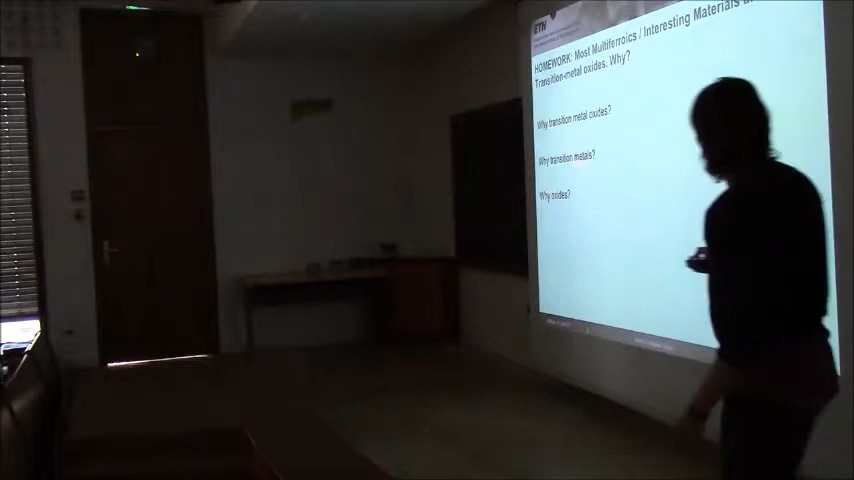 ETH
HOMEWORK: Most Multiferroics / Interesting Materials
Transition-metal oxides. Why?
Why transition metal oxides?
Why transition metals?
Why oxides?